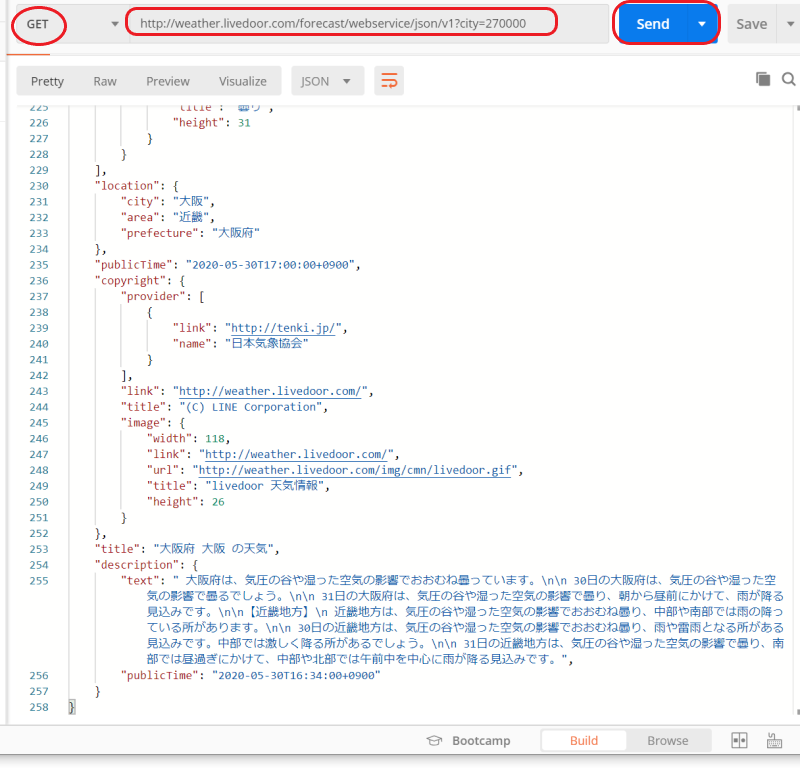 GET http://weather.livedoor.com/forecast/webservice/json/v1?city=270000 Send Save
Pretty Raw Preview Visualize JSON
225 "title": "曇り",
226 "height": 31
227 }
228 }
229 ],
230 "location": {
231 "city": "大阪",
232 "area": "近畿",
233 "prefecture": "大阪府"
234 },
235 "publicTime": "2020-05-30T17:00:00+0900",
236 "copyright": {
237 "provider": [
238 {
239 "link": "http://tenki.jp/",
240 "name": "日本気象協会"
241 }
242 ],
243 "link": "http://weather.livedoor.com/",
244 "title": "(C) LINE Corporation",
245 "image": {
246 "width": 118,
247 "link": "http://weather.livedoor.com/",
248 "url": "http://weather.livedoor.com/img/cmn/livedoor.gif",
249 "title": "livedoor 天気情報",
250 "height": 26
251 }
252 },
253 "title": "大阪府 大阪 の天気",
254 "description": {
255 "text": " 大阪府は、気圧の谷や湿った空気の影響でおおむね曇っています。\n\n 30日の大阪府は、気圧の谷や湿った空
気の影響で曇るでしょう。\n\n 31日の大阪府は、気圧の谷や湿った空気の影響で曇り、朝から昼前にかけて、雨が降る
見込みです。\n\n【近畿地方】\n 近畿地方は、気圧の谷や湿った空気の影響でおおむね曇り、中部や南部では雨の降っ
ている所があります。\n\n 30日の近畿地方は、気圧の谷や湿った空気の影響でおおむね曇り、雨や雷雨となる所がある
見込みです。中部では激しく降る所があるでしょう。\n\n 31日の近畿地方は、気圧の谷や湿った空気の影響で曇り、南
部では昼過ぎにかけて、中部や北部では午前中を中心に雨が降る見込みです。",
256 "publicTime": "2020-05-30T16:34:00+0900"
257 }
258 }
Bootcamp Build Browse